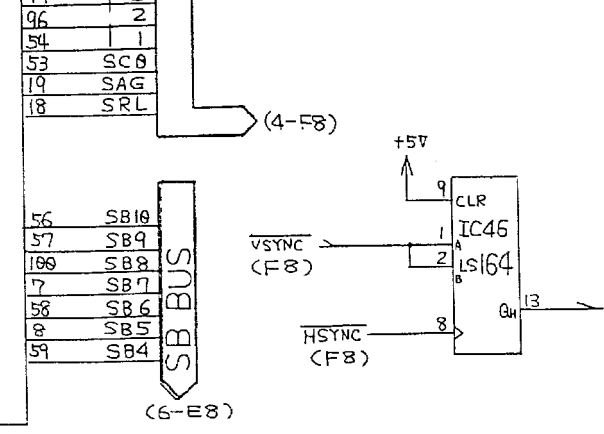 96 2
54 1
53 SC0
19 SAG
18 SRL
(4-F8)
+5V
9 CLR
IC46
LS164
1 A
2 B
VSYNC
(F8)
QH 13
HSYNC 8
(F8)
56 SB10
57 SB9
100 SB8
7 SB7
58 SB6
8 SB5
59 SB4
SB BUS
(6-E8)